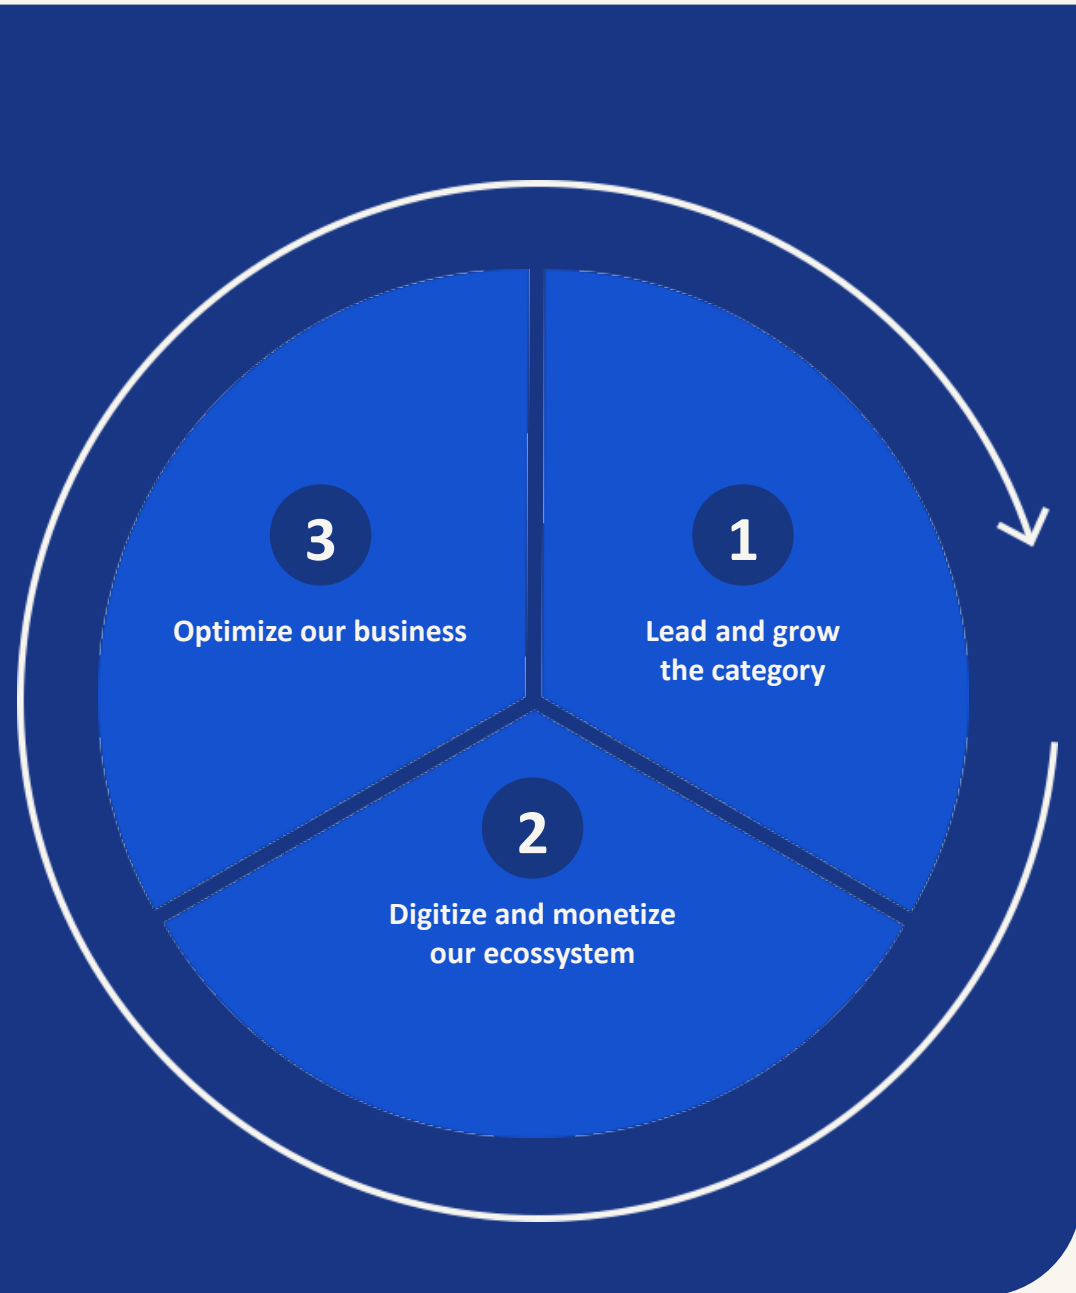 1
Lead and grow
the category
2
Digitize and monetize
our ecossystem
3
Optimize our business